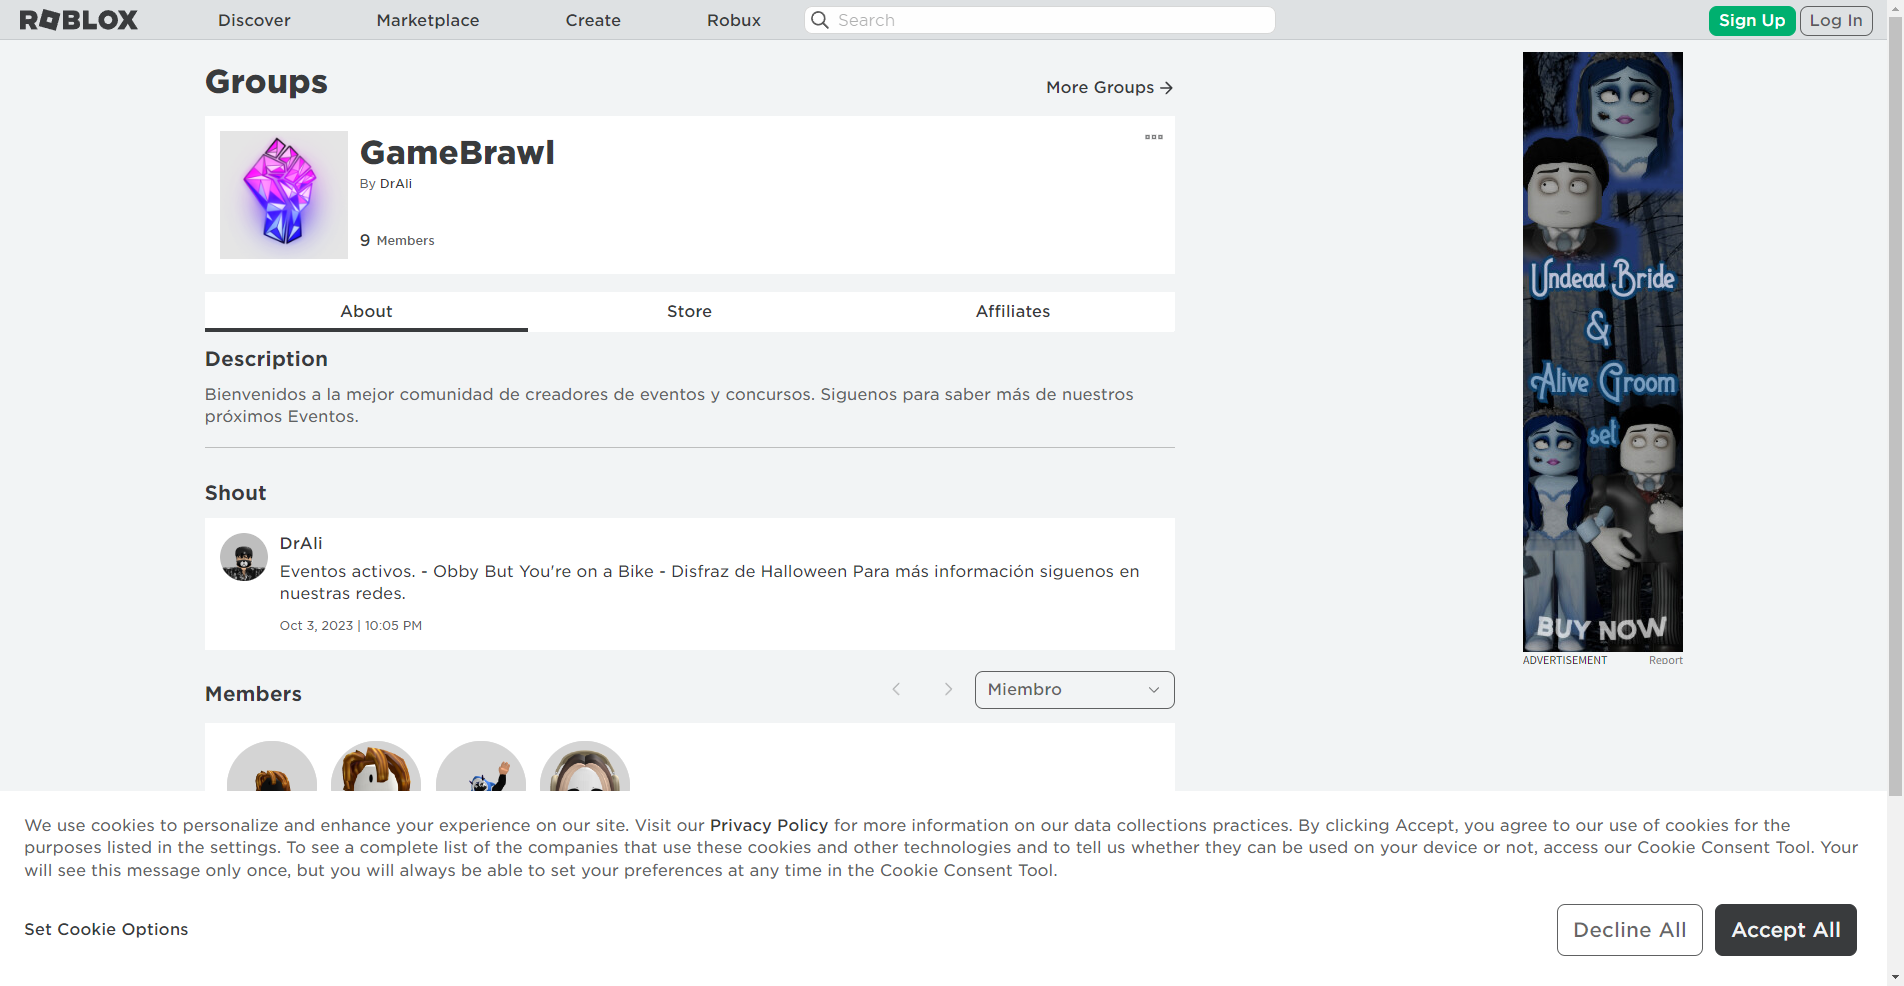 ROBLOX
Discover
Marketplace
Create
Robux
Search
Sign Up
Log In
Groups
More Groups
GameBrawl
By DrAli
9 Members
About
Store
Affiliates
Description
Bienvenidos a la mejor comunidad de creadores de eventos y concursos. Siguenos para saber más de nuestros
próximos Eventos.
Shout
DrAli
Eventos activos. - Obby But You're on a Bike - Disfraz de Halloween Para más información siguenos en
nuestras redes.
Oct 3, 2023 | 10:05 PM
Members
Miembro
Undead Bride
&
Alive Groom
set
BUY NOW
ADVERTISEMENT
Report
We use cookies to personalize and enhance your experience on our site. Visit our Privacy Policy for more information on our data collections practices. By clicking Accept, you agree to our use of cookies for the
purposes listed in the settings. To see a complete list of the companies that use these cookies and other technologies and to tell us whether they can be used on your device or not, access our Cookie Consent Tool. Your
will see this message only once, but you will always be able to set your preferences at any time in the Cookie Consent Tool.
Set Cookie Options
Decline All
Accept All